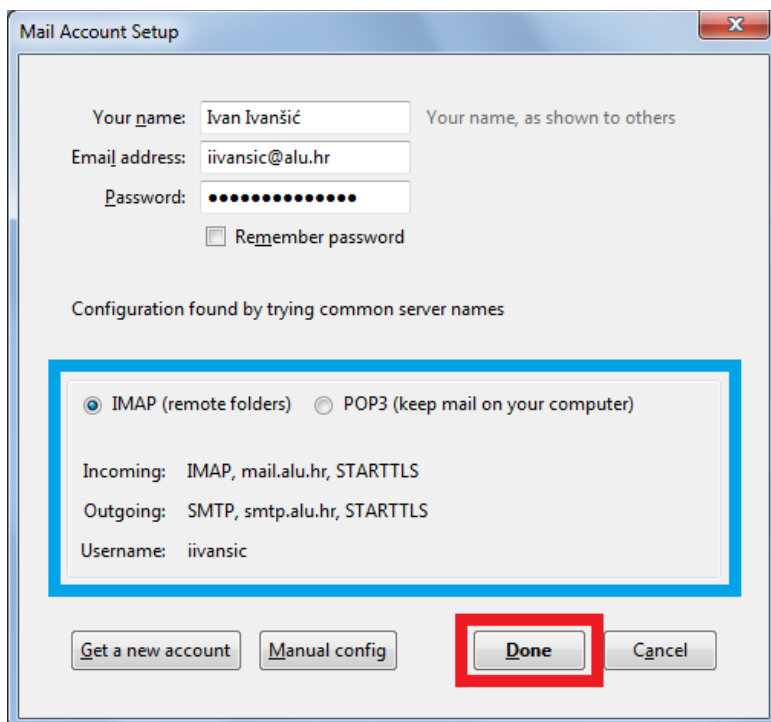 Mail Account Setup
Your name: Ivan Ivanšić Your name, as shown to others
Email address: iivansic@alu.hr
Password: ●●●●●●●●●●●●●●
Remember password
Configuration found by trying common server names
IMAP (remote folders) POP3 (keep mail on your computer)
Incoming: IMAP, mail.alu.hr, STARTTLS
Outgoing: SMTP, smtp.alu.hr, STARTTLS
Username: iivansic
Get a new account Manual config Done Cancel